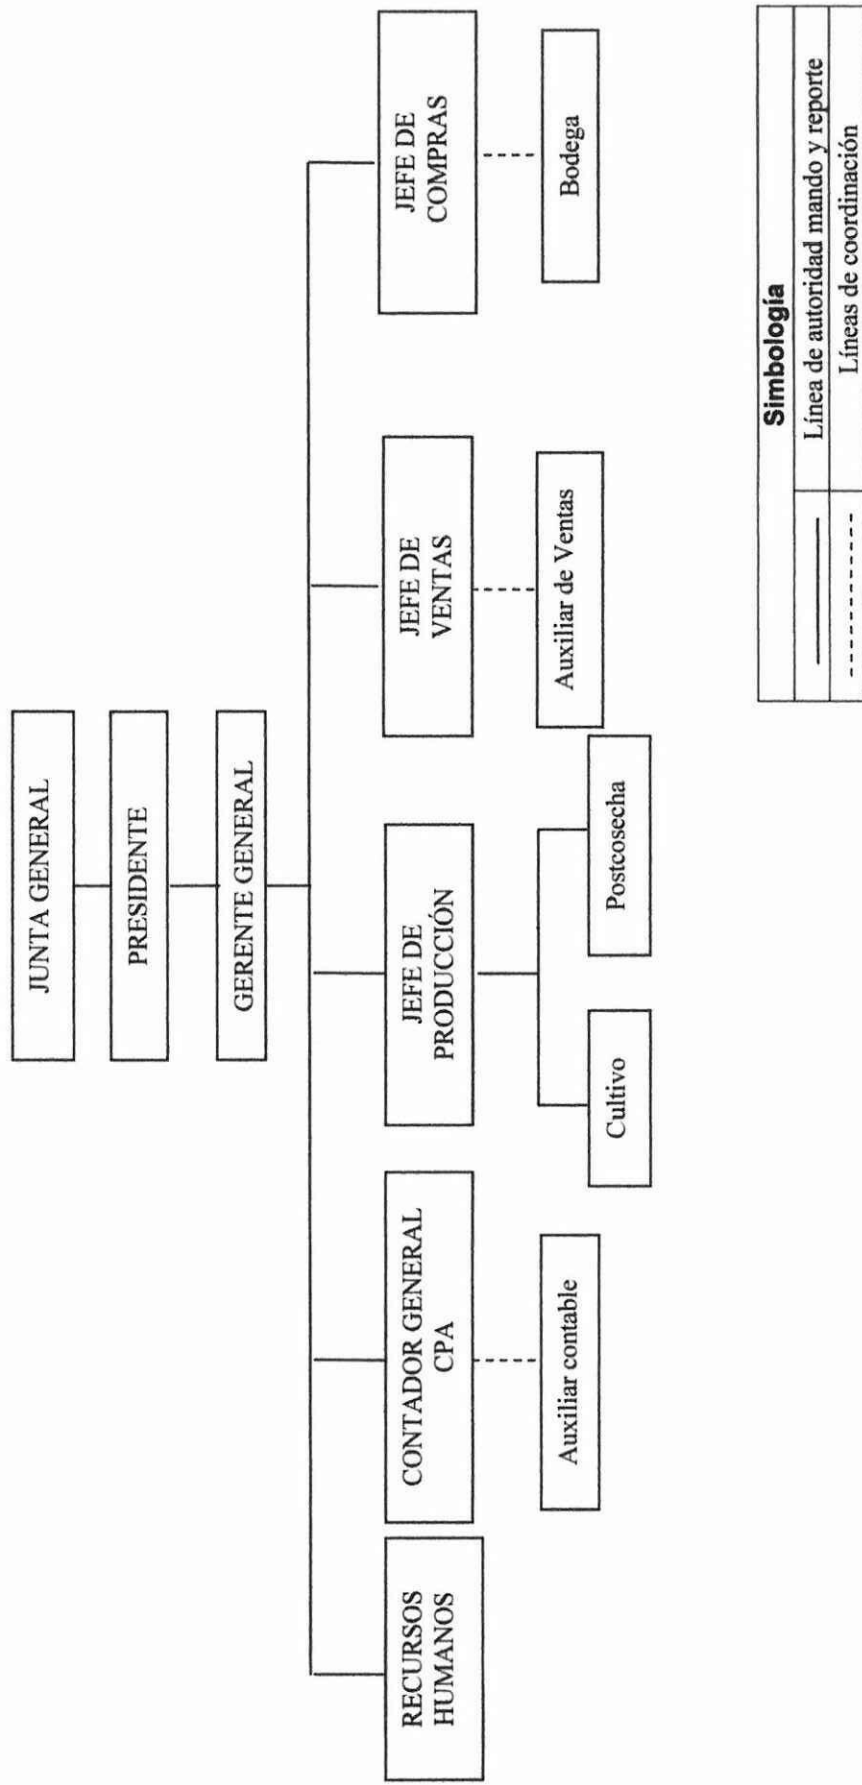 JUNTA GENERAL
PRESIDENTE
GERENTE GENERAL
RECURSOS
HUMANOS
CONTADOR GENERAL
CPA
JEFE DE
PRODUCCIÓN
JEFE DE
VENTAS
JEFE DE
COMPRAS
Auxiliar contable
Cultivo
Postcosecha
Auxiliar de Ventas
Bodega
Simbología
Línea de autoridad mando y reporte
Líneas de coordinación